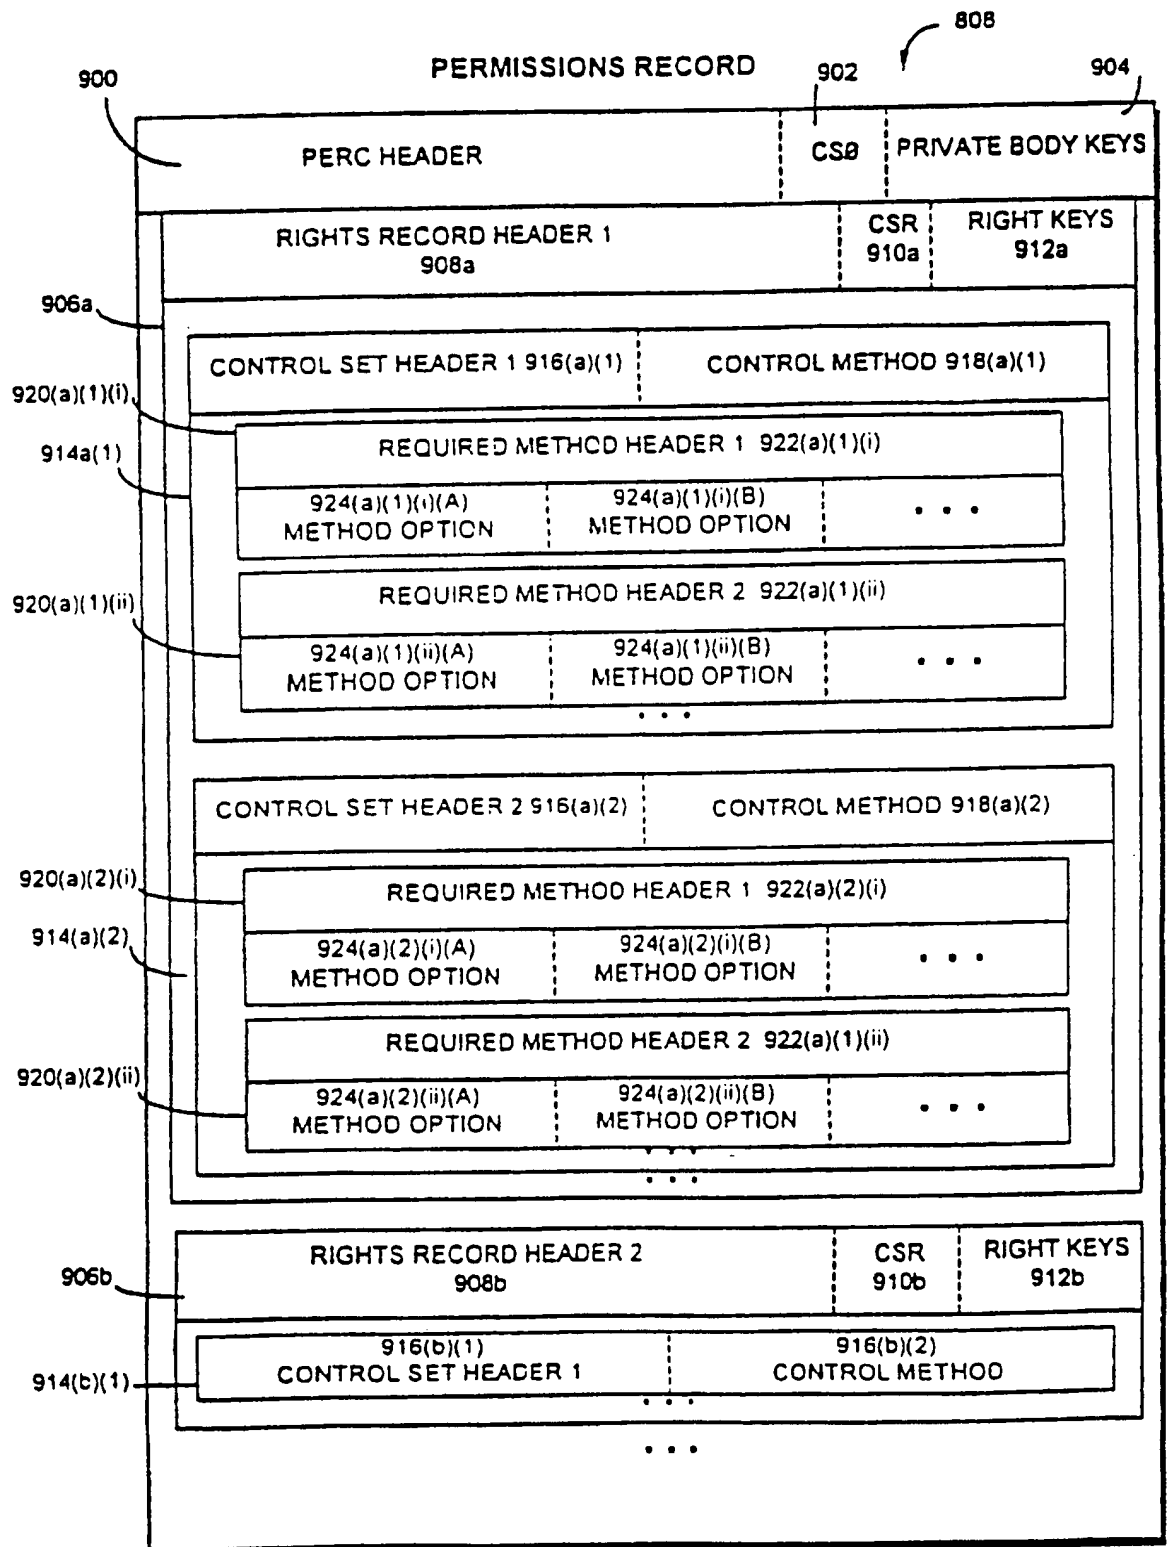 808
PERMISSIONS RECORD
900
902
904
PERC HEADER
CS0
PRIVATE BODY KEYS
RIGHTS RECORD HEADER 1
908a
CSR
910a
RIGHT KEYS
912a
906a
CONTROL SET HEADER 1 916(a)(1)
CONTROL METHOD 918(a)(1)
920(a)(1)(i)
REQUIRED METHOD HEADER 1 922(a)(1)(i)
914a(1)
924(a)(1)(i)(A)
METHOD OPTION
924(a)(1)(i)(B)
METHOD OPTION
• • •
920(a)(1)(ii)
REQUIRED METHOD HEADER 2 922(a)(1)(ii)
924(a)(1)(ii)(A)
METHOD OPTION
924(a)(1)(ii)(B)
METHOD OPTION
• • •
• • •
CONTROL SET HEADER 2 916(a)(2)
CONTROL METHOD 918(a)(2)
920(a)(2)(i)
REQUIRED METHOD HEADER 1 922(a)(2)(i)
914(a)(2)
924(a)(2)(i)(A)
METHOD OPTION
924(a)(2)(i)(B)
METHOD OPTION
• • •
REQUIRED METHOD HEADER 2 922(a)(1)(ii)
920(a)(2)(ii)
924(a)(2)(ii)(A)
METHOD OPTION
924(a)(2)(ii)(B)
METHOD OPTION
• • •
• • •
• • •
906b
RIGHTS RECORD HEADER 2
908b
CSR
910b
RIGHT KEYS
912b
914(b)(1)
916(b)(1)
CONTROL SET HEADER 1
916(b)(2)
CONTROL METHOD
• • •
• • •